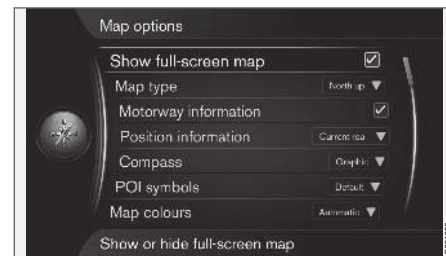 Map options
Show full-screen map
Map type North up
Motorway information
Position information Current roa
Compass Graphic
POI symbols Default
Map colours Automatic
Show or hide full-screen map